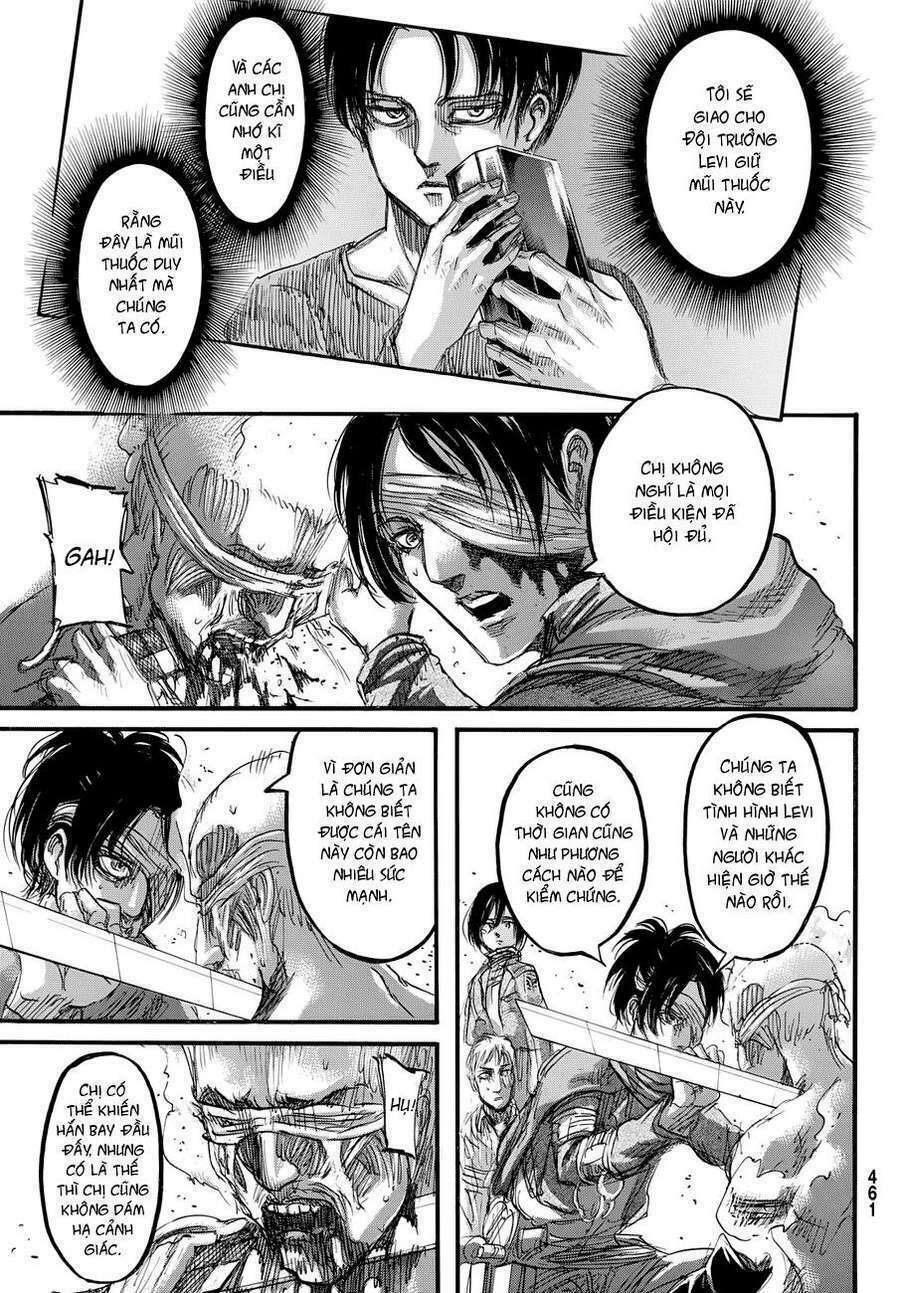 TÔI SẼ
GIAO CHO
ĐỘI TRƯỞNG
LEVI GIỮ
MŨI THUỐC
NÀY.
VÀ CÁC
ANH CHỊ
CŨNG CẦN
NHỚ KĨ
MỘT
ĐIỀU
RẰNG
ĐÂY LÀ MŨI
THUỐC DUY
NHẤT MÀ
CHÚNG
TA CÓ.
CHỊ KHÔNG
NGHĨ LÀ MỌI
ĐIỀU KIỆN ĐÃ
HỘI ĐỦ.
GAH!
CHÚNG TA
KHÔNG BIẾT
TÌNH HÌNH LEVI
VÀ NHỮNG
NGƯỜI KHÁC
HIỆN GIỜ THẾ
NÀO RỒI.
CŨNG
KHÔNG CÓ
THỜI GIAN CŨNG
NHƯ PHƯƠNG
CÁCH NÀO ĐỂ
KIỂM CHỨNG.
VÌ ĐƠN GIẢN
LÀ CHÚNG TA
KHÔNG BIẾT
ĐƯỢC CÁI TÊN
NÀY CÒN BAO
NHIÊU SỨC
MẠNH.
HỤ!
CHỊ CÓ
THỂ KHIẾN
HẮN BAY ĐẦU
ĐẤY, NHƯNG
CÓ LÀ THẾ
THÌ CHỊ CŨNG
KHÔNG DÁM
HẠ CẢNH
GIÁC.
461